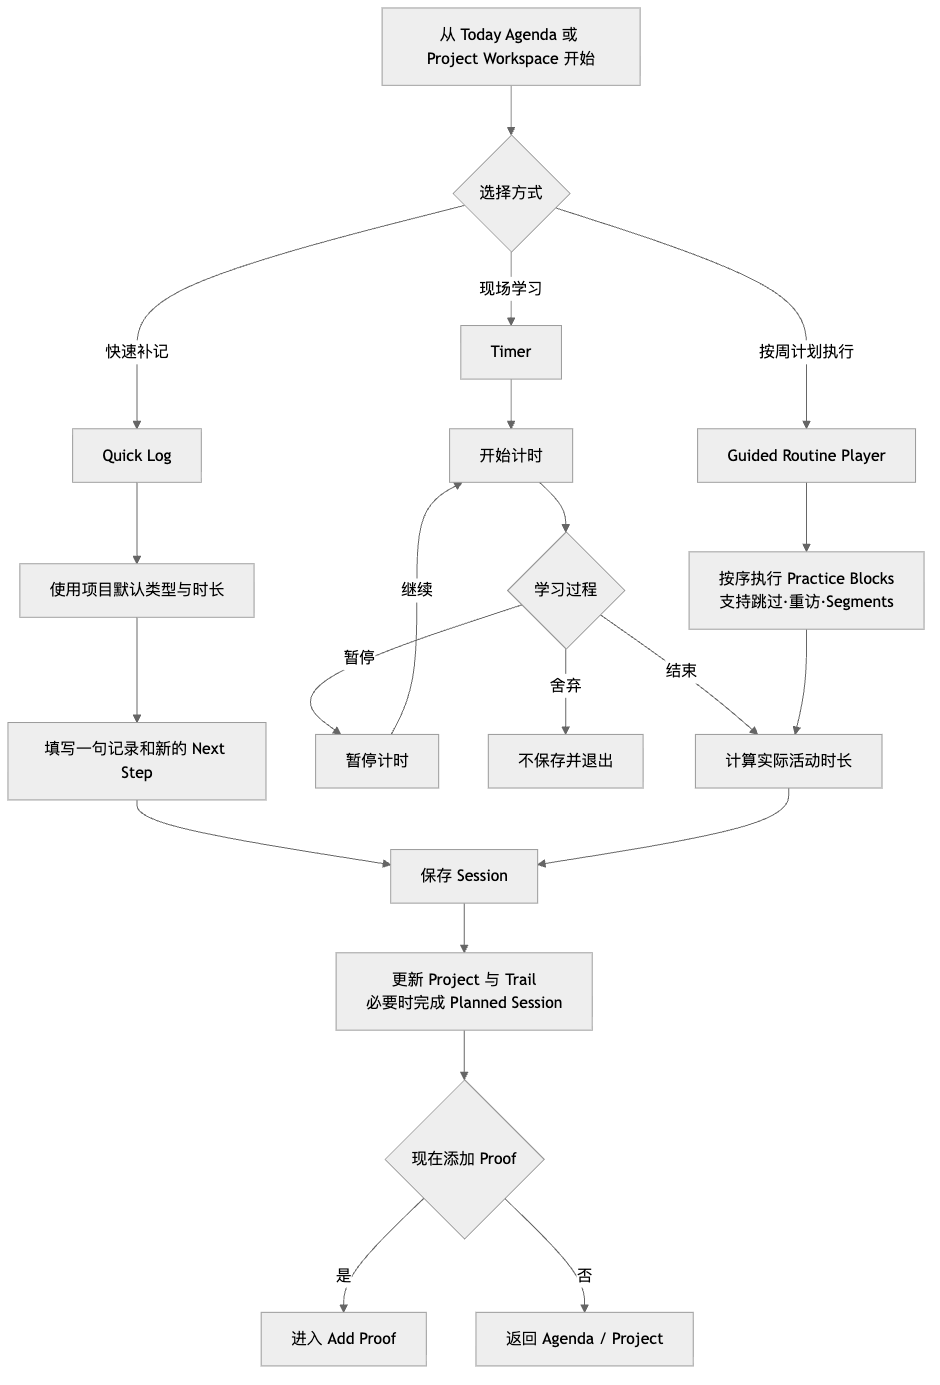 从 Today Agenda 或
Project Workspace 开始
选择方式
现场学习
快速补记
按周计划执行
Timer
Quick Log
开始计时
Guided Routine Player
使用项目默认类型与时长
继续
学习过程
按序执行 Practice Blocks
支持跳过·重访·Segments
暂停
舍弃
结束
填写一句记录和新的 Next
Step
暂停计时
不保存并退出
计算实际活动时长
保存 Session
更新 Project 与 Trail
必要时完成 Planned Session
现在添加 Proof
是
否
进入 Add Proof
返回 Agenda / Project